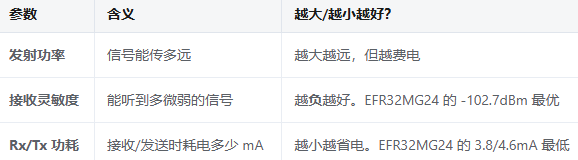 参数 含义 越大/越小越好?
发射功率 信号能传多远 越大越远，但越费电
接收灵敏度 能听到多微弱的信号 越负越好。EFR32MG24 的 -102.7dBm 最优
Rx/Tx 功耗 接收/发送时耗电多少 mA 越小越省电。EFR32MG24 的 3.8/4.6mA 最低